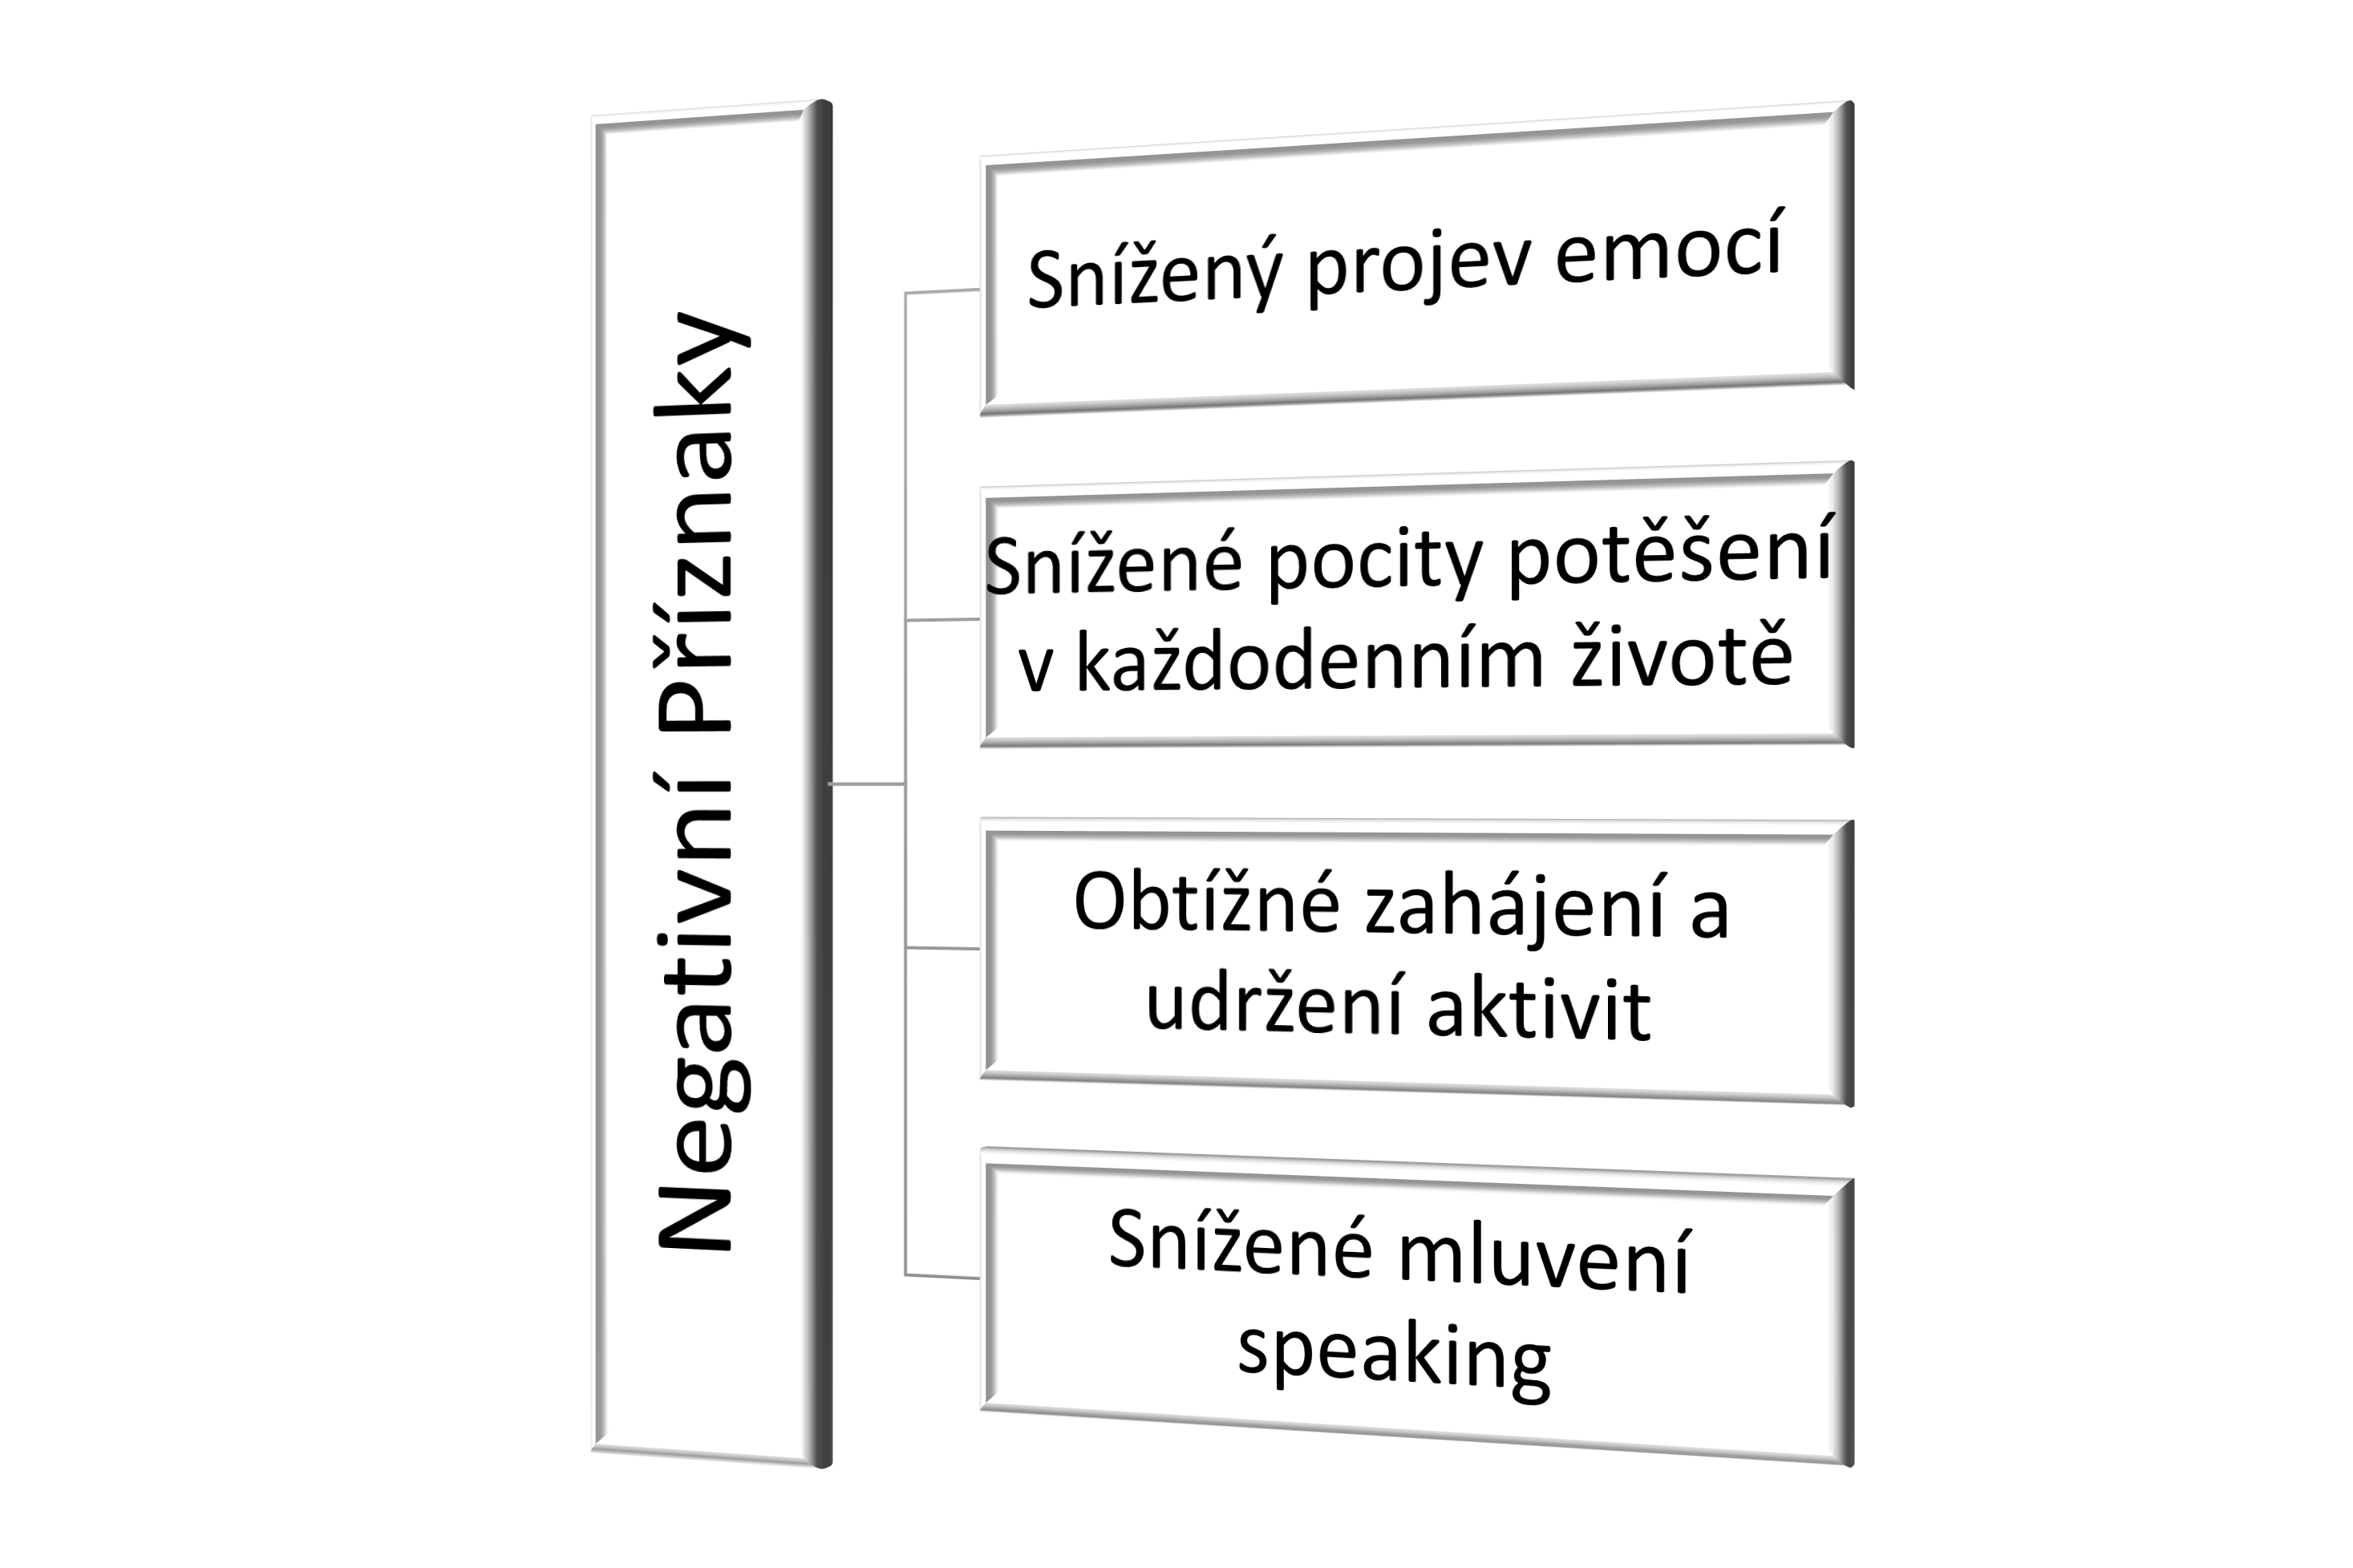 Negativní Příznaky
Snížený projev emocí
Snížené pocity potěšení
v každodenním životě
Obtížné zahájení a
udržení aktivit
Snížené mluvení
speaking